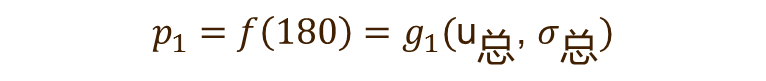 p₁ = f(180) = g₁(u总, σ总)